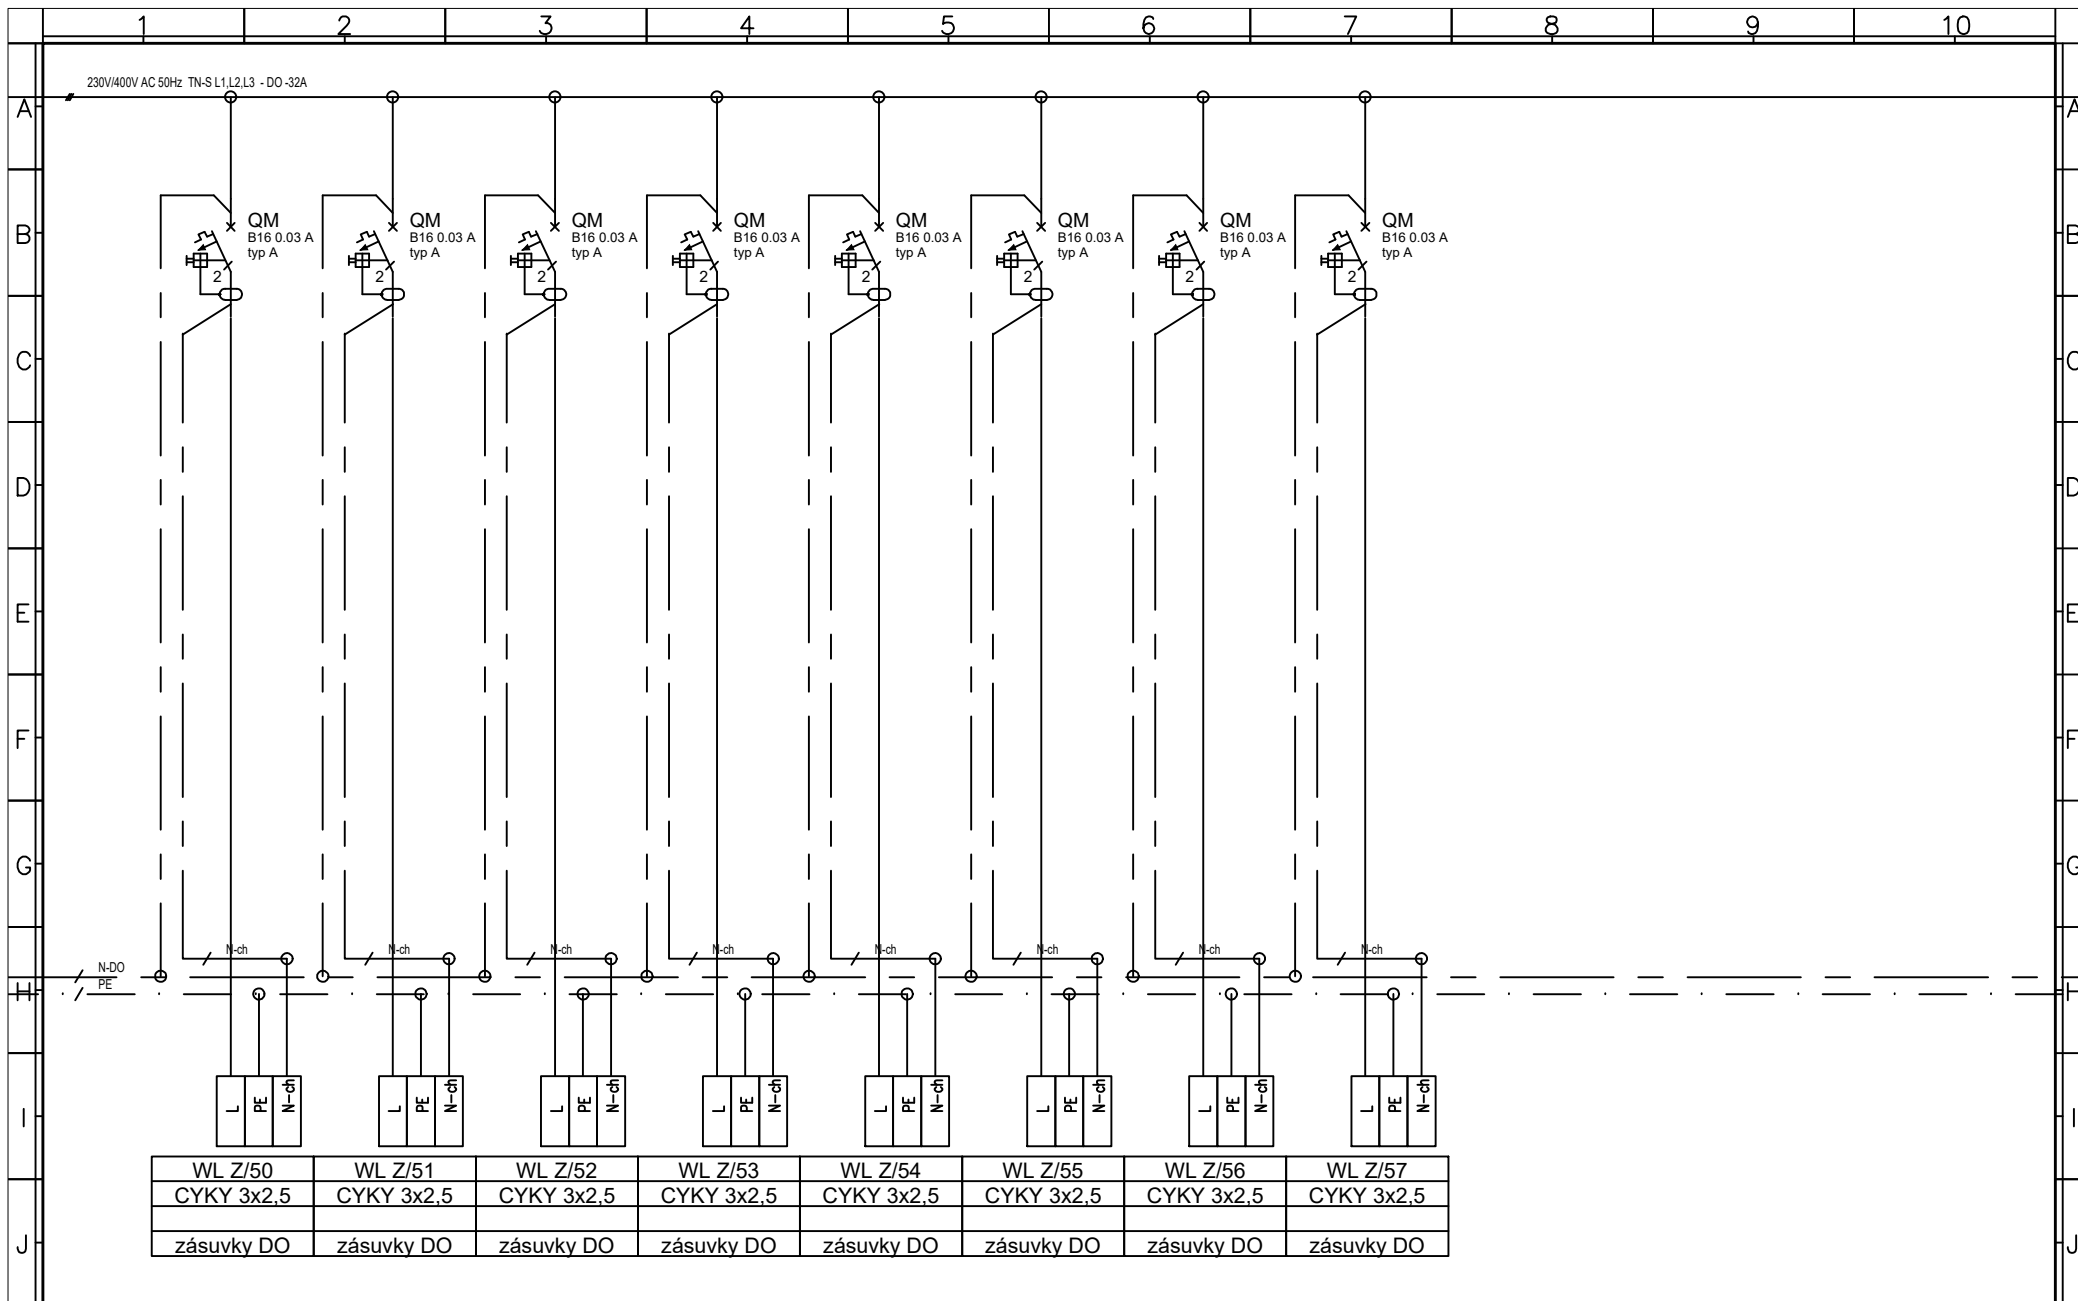 1 2 3 4 5 6 7 8 9 10
230V/400V AC 50Hz TN-S L1,L2,L3 - DO -32A
A A
QM QM QM QM QM QM QM QM
B B16 0.03 A B16 0.03 A B16 0.03 A B16 0.03 A B16 0.03 A B16 0.03 A B16 0.03 A B16 0.03 A B
typ A typ A typ A typ A typ A typ A typ A typ A
2 2 2 2 2 2 2 2
C C
D D
E E
F F
G G
N-ch N-ch N-ch N-ch N-ch N-ch N-ch N-ch
N-DO
H PE H
I L PE N-ch L PE N-ch L PE N-ch L PE N-ch L PE N-ch L PE N-ch L PE N-ch L PE N-ch I
WL Z/50 WL Z/51 WL Z/52 WL Z/53 WL Z/54 WL Z/55 WL Z/56 WL Z/57
CYKY 3x2,5 CYKY 3x2,5 CYKY 3x2,5 CYKY 3x2,5 CYKY 3x2,5 CYKY 3x2,5 CYKY 3x2,5 CYKY 3x2,5
J zásuvky DO zásuvky DO zásuvky DO zásuvky DO zásuvky DO zásuvky DO zásuvky DO zásuvky DO J